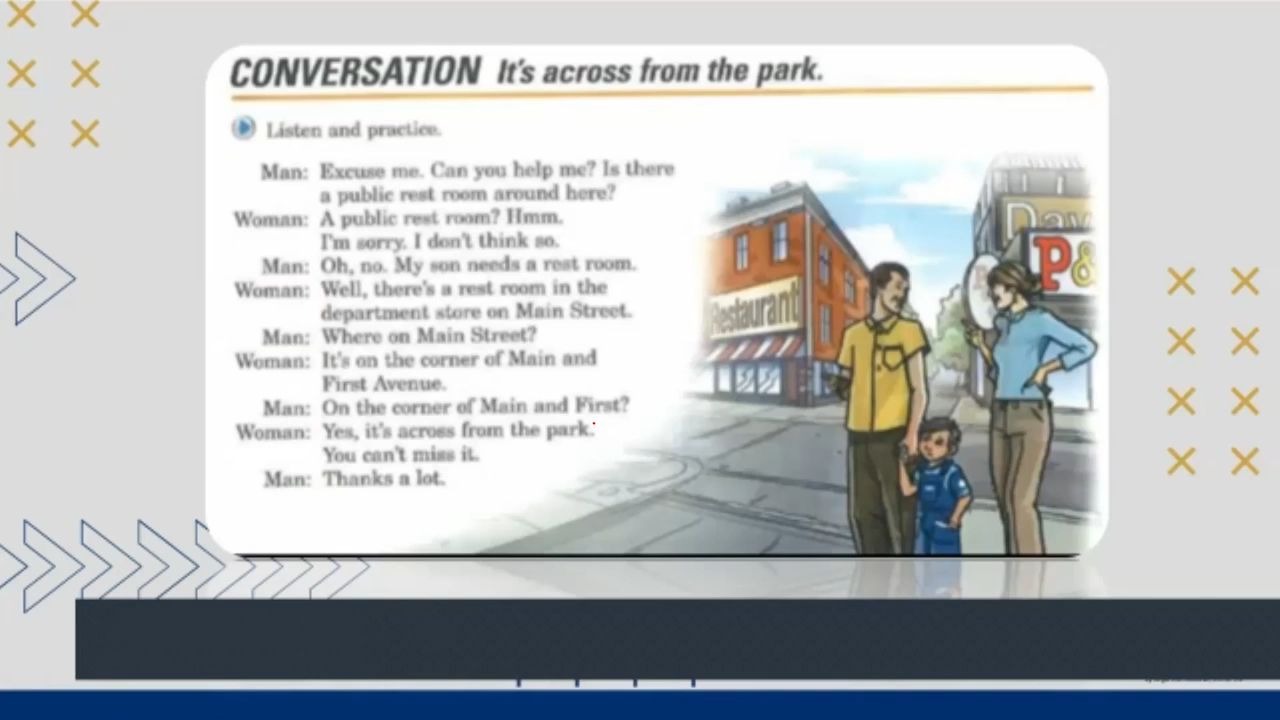 CONVERSATION It's across from the park.
Listen and practice.
Man: Excuse me. Can you help me? Is there
a public rest room around here?
Woman: A public rest room? Hmm.
I'm sorry. I don't think so.
Man: Oh, no. My son needs a rest room.
Woman: Well, there's a rest room in the
department store on Main Street.
Man: Where on Main Street?
Woman: It's on the corner of Main and
First Avenue.
Man: On the corner of Main and First?
Woman: Yes, it's across from the park.
You can't miss it.
Man: Thanks a lot.
Restaurant
Dav
P&